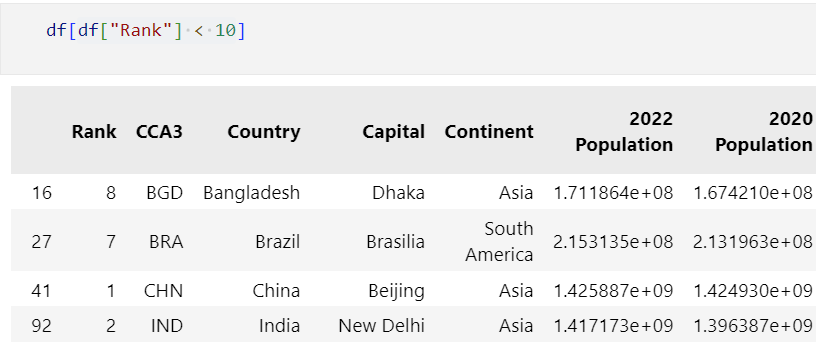 df[df["Rank"] < 10]
Rank CCA3 Country Capital Continent 2022 Population 2020 Population
16 8 BGD Bangladesh Dhaka Asia 1.711864e+08 1.674210e+08
27 7 BRA Brazil Brasilia South America 2.153135e+08 2.131963e+08
41 1 CHN China Beijing Asia 1.425887e+09 1.424930e+09
92 2 IND India New Delhi Asia 1.417173e+09 1.396387e+09